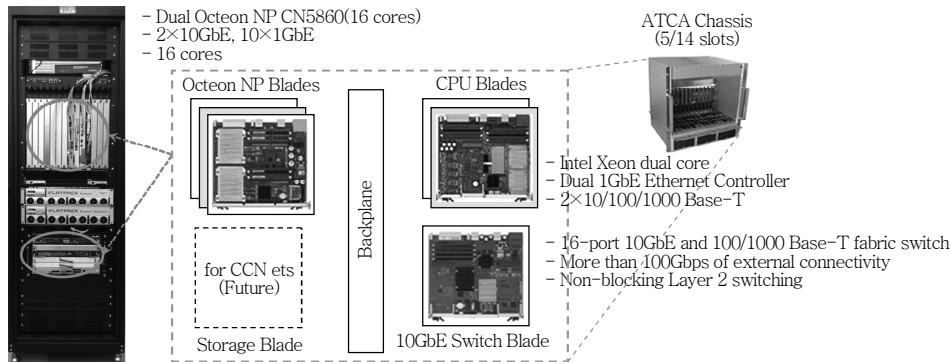 - Dual Octeon NP CN5860(16 cores)
- 2×10GbE, 10×1GbE
- 16 cores
ATCA Chassis
(5/14 slots)
Octeon NP Blades
CPU Blades
Backplane
- Intel Xeon dual core
- Dual 1GbE Ethernet Controller
- 2×10/100/1000 Base-T
for CCN ets
(Future)
Storage Blade
- 16-port 10GbE and 100/1000 Base-T fabric switch
- More than 100Gbps of external connectivity
- Non-blocking Layer 2 switching
10GbE Switch Blade
FLATPACK
FLATPACK